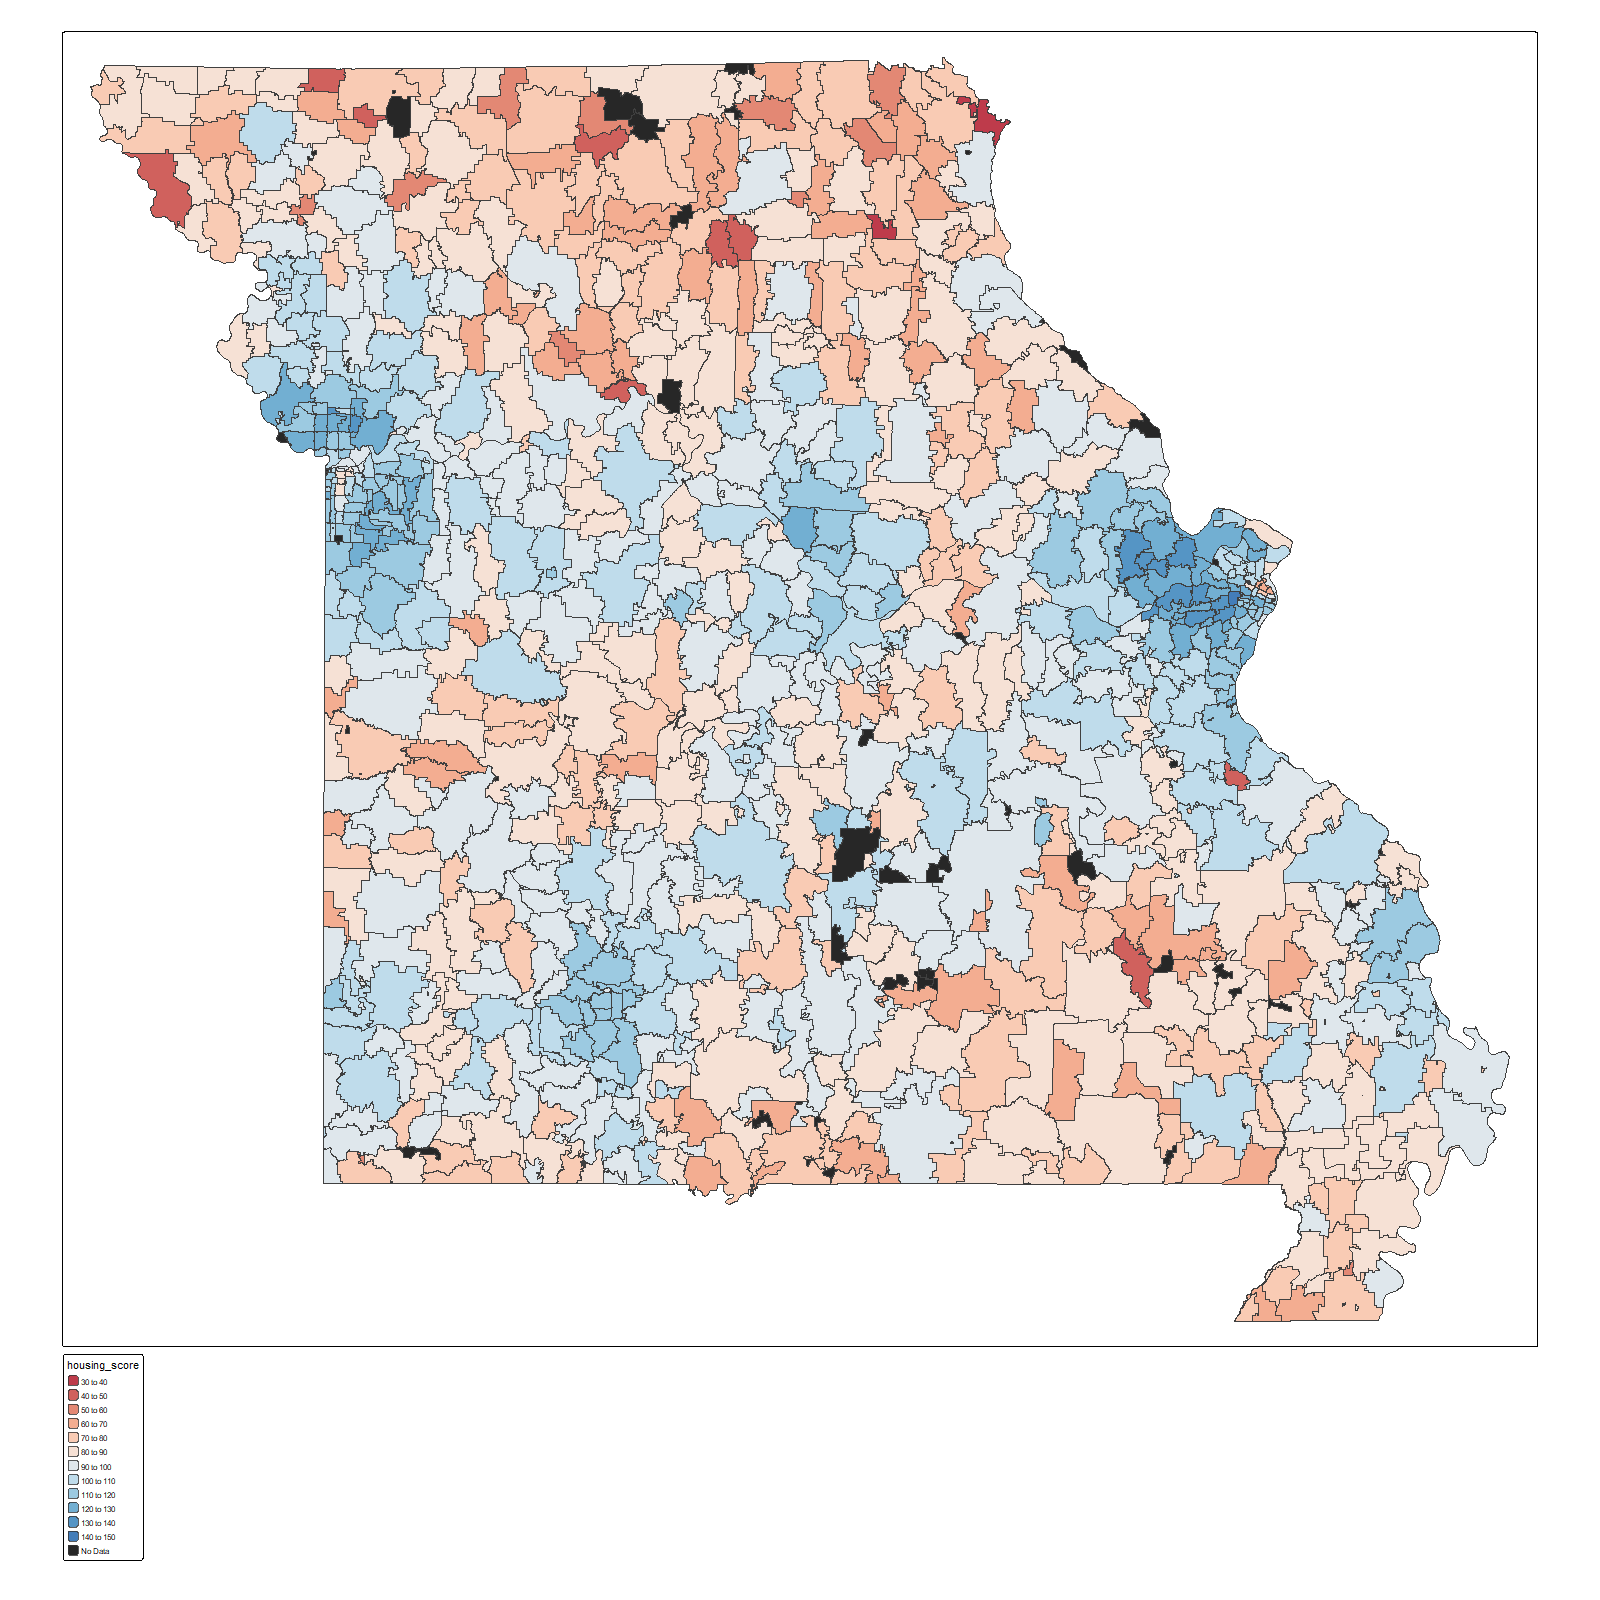 housing_score
30 to 40
40 to 50
50 to 60
60 to 70
70 to 80
80 to 90
90 to 100
100 to 110
110 to 120
120 to 130
130 to 140
140 to 150
No Data